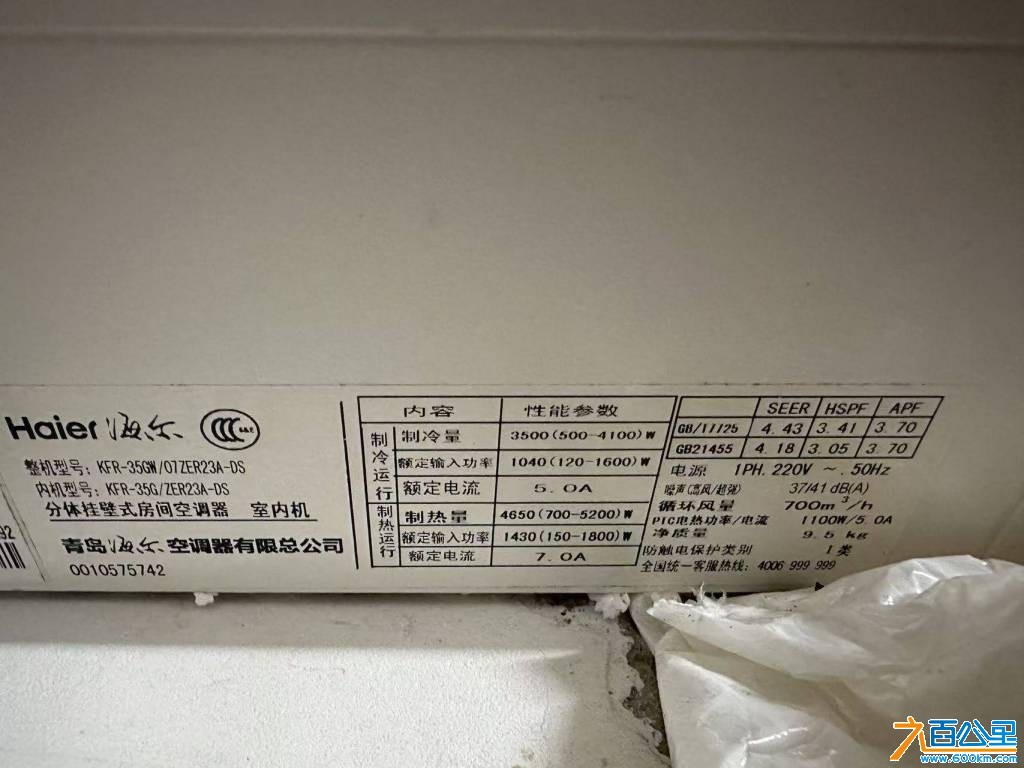 Haier 海尔 CCC S&E
整机型号: KFR-35GW/07ZER23A-DS
内机型号: KFR-35G/ZER23A-DS
分体挂壁式房间空调器 室内机
青岛海尔空调器有限总公司
0010575742
32
内容 性能参数
制冷运行
制冷量 3500(500-4100)W
额定输入功率 1040(120-1600)W
额定电流 5.0A
制热运行
制热量 4650(700-5200)W
额定输入功率 1430(150-1800)W
额定电流 7.0A
SEER HSPF APF
GB/T7725 4.43 3.41 3.70
GB21455 4.18 3.05 3.70
电源 1PH. 220V ~. 50Hz
噪声(高风/超强) 37/41 dB(A)
循环风量 700m³/h
PTC电热功率/电流 1100W/5.0A
净质量 9.5 kg
防触电保护类别 I类
全国统一客服热线: 4006 999 999
六百公里
www.600km.com